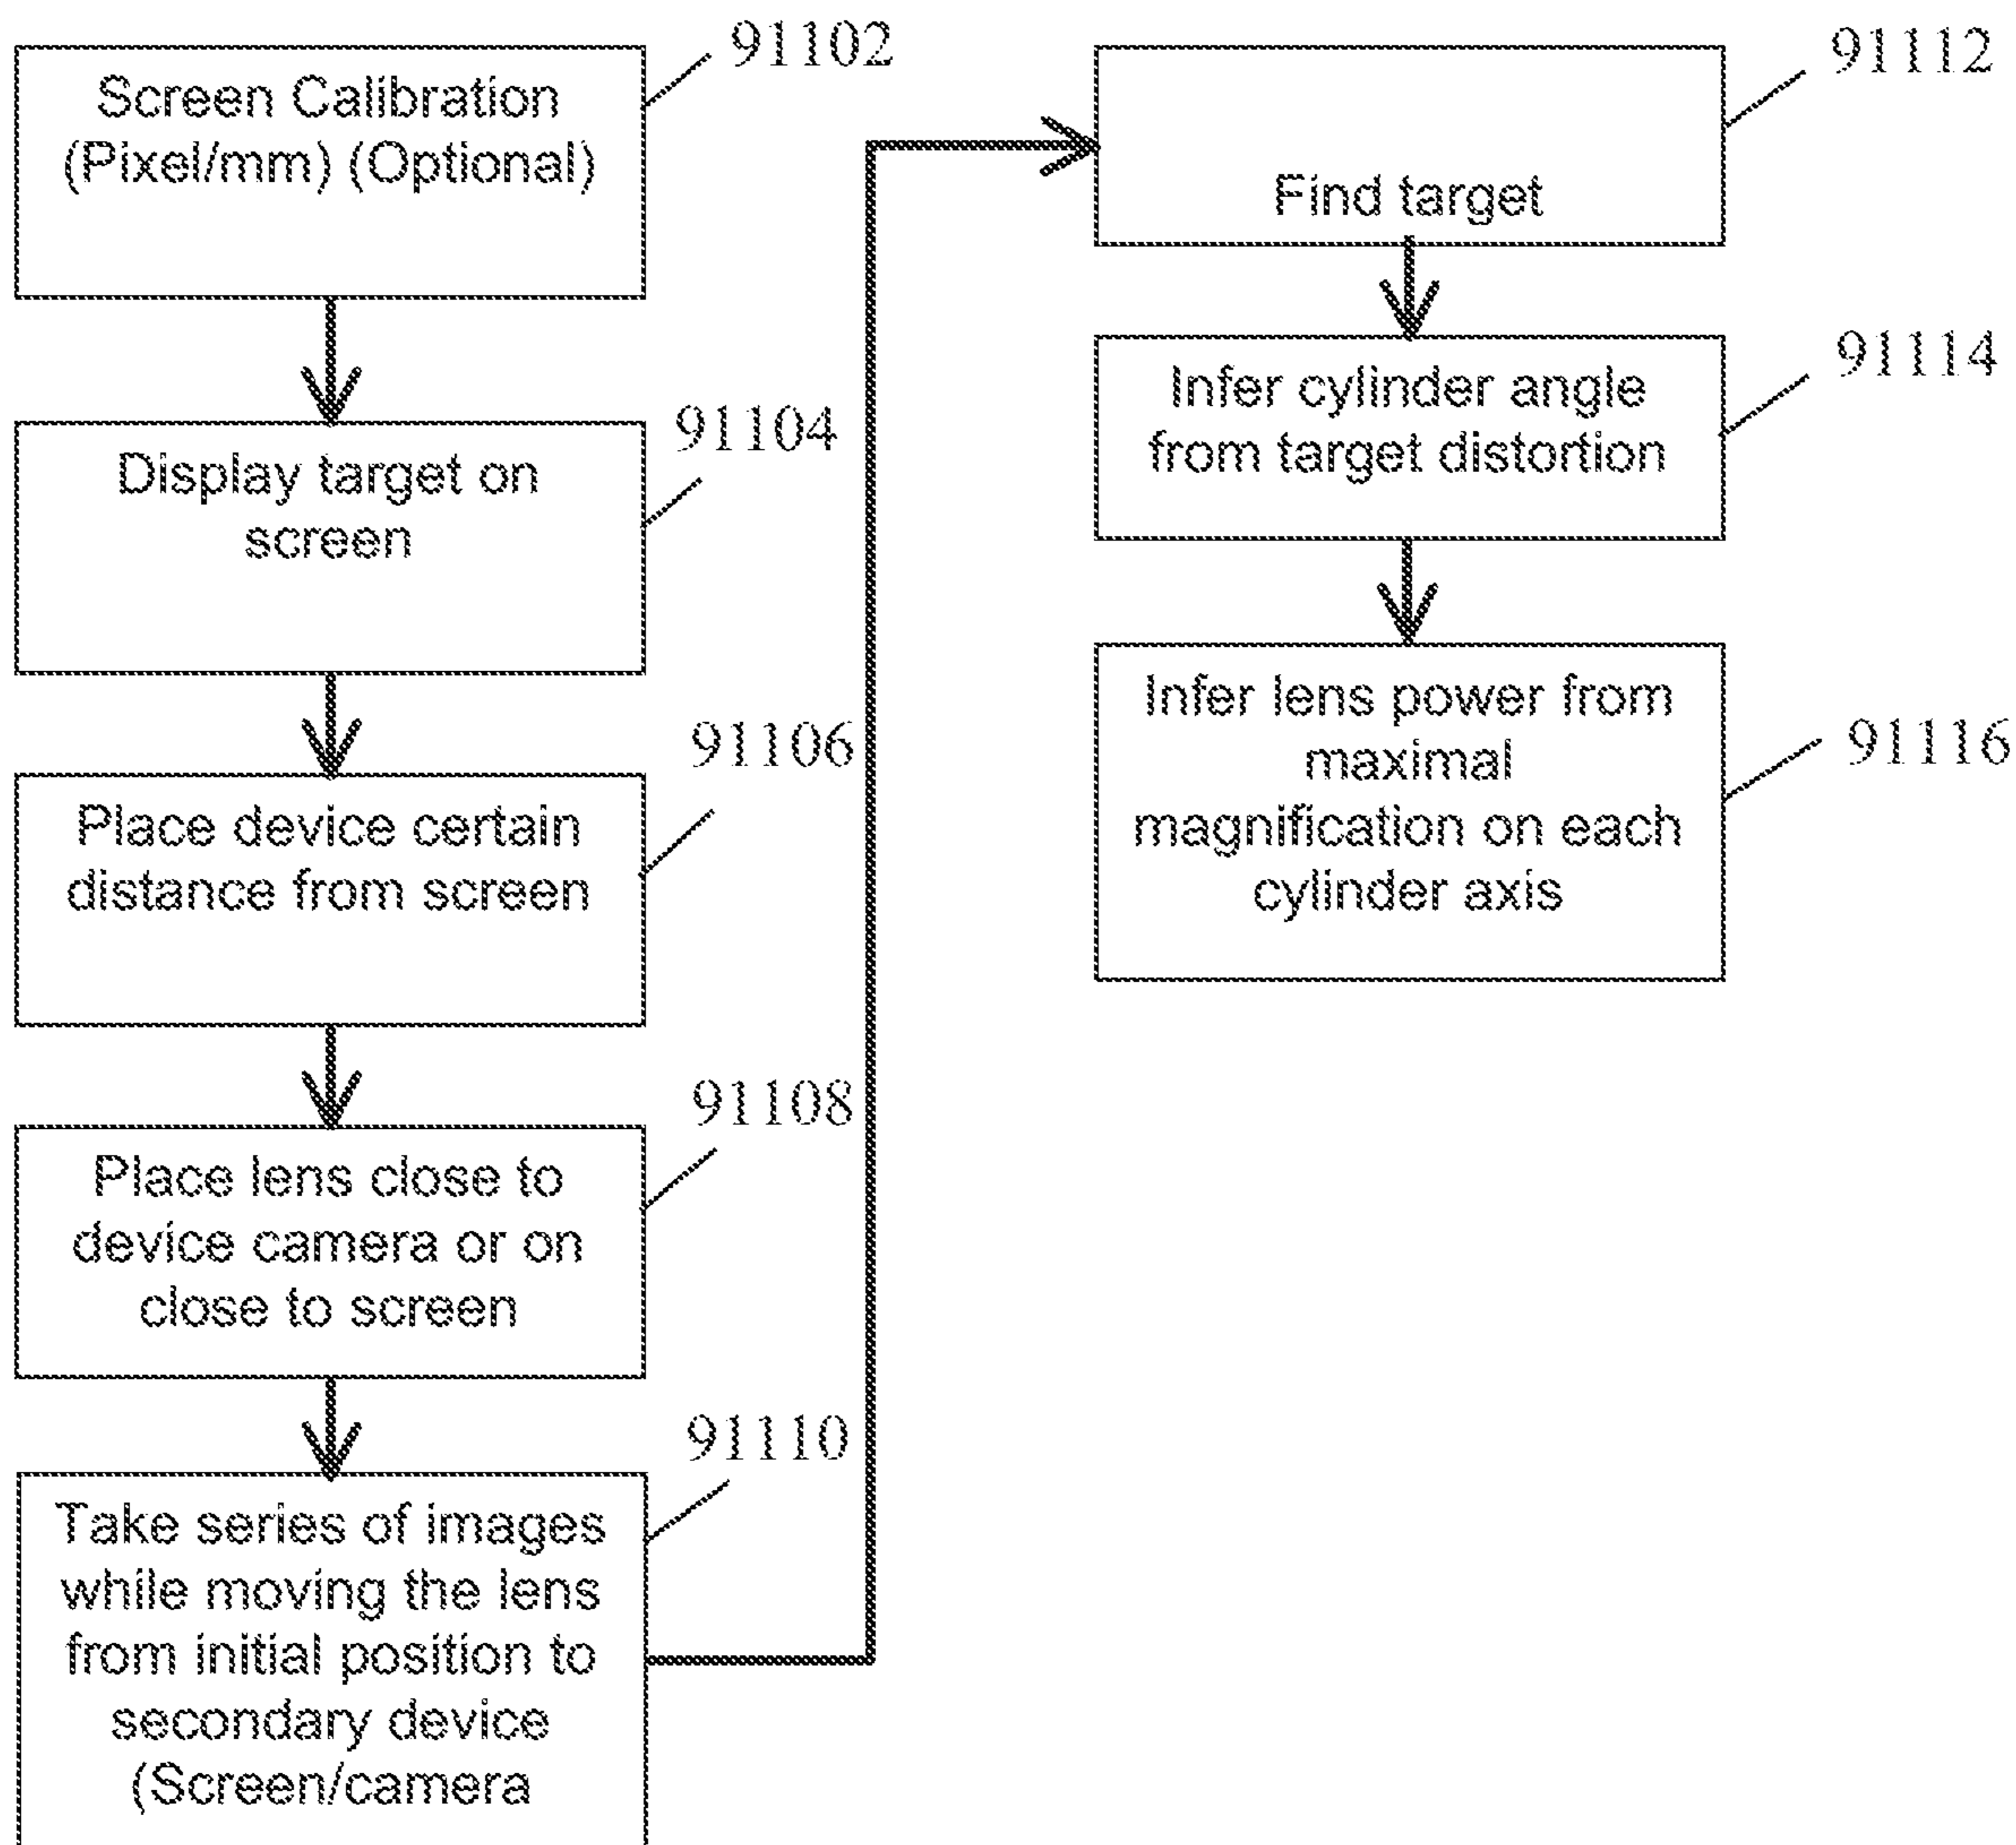 Screen Calibration
(Pixel/mm) (Optional)
91102
Display target on
screen
91104
Place device certain
distance from screen
91106
Place lens close to
device camera or on
close to screen
91108
Take series of images
while moving the lens
from initial position to
secondary device
(Screen/camera
91110
Find target
91112
Infer cylinder angle
from target distortion
91114
Infer lens power from
maximal
magnification on each
cylinder axis
91116